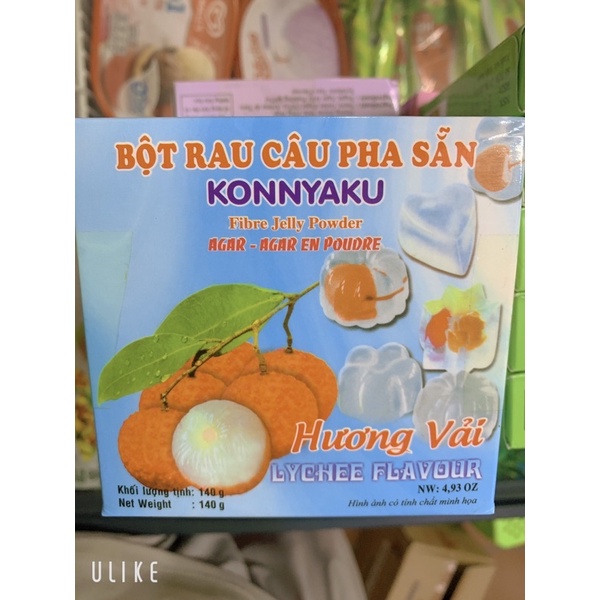 BỘT RAU CÂU PHA SẴN
KONNYAKU
Fibre Jelly Powder
AGAR - AGAR EN POUDRE
Hương Vải
LYCHEE FLAVOUR
Khối lượng tịnh: 140 g
Net Weight : 140 g
NW: 4,93 OZ
Hình ảnh có tính chất minh họa
ULIKE